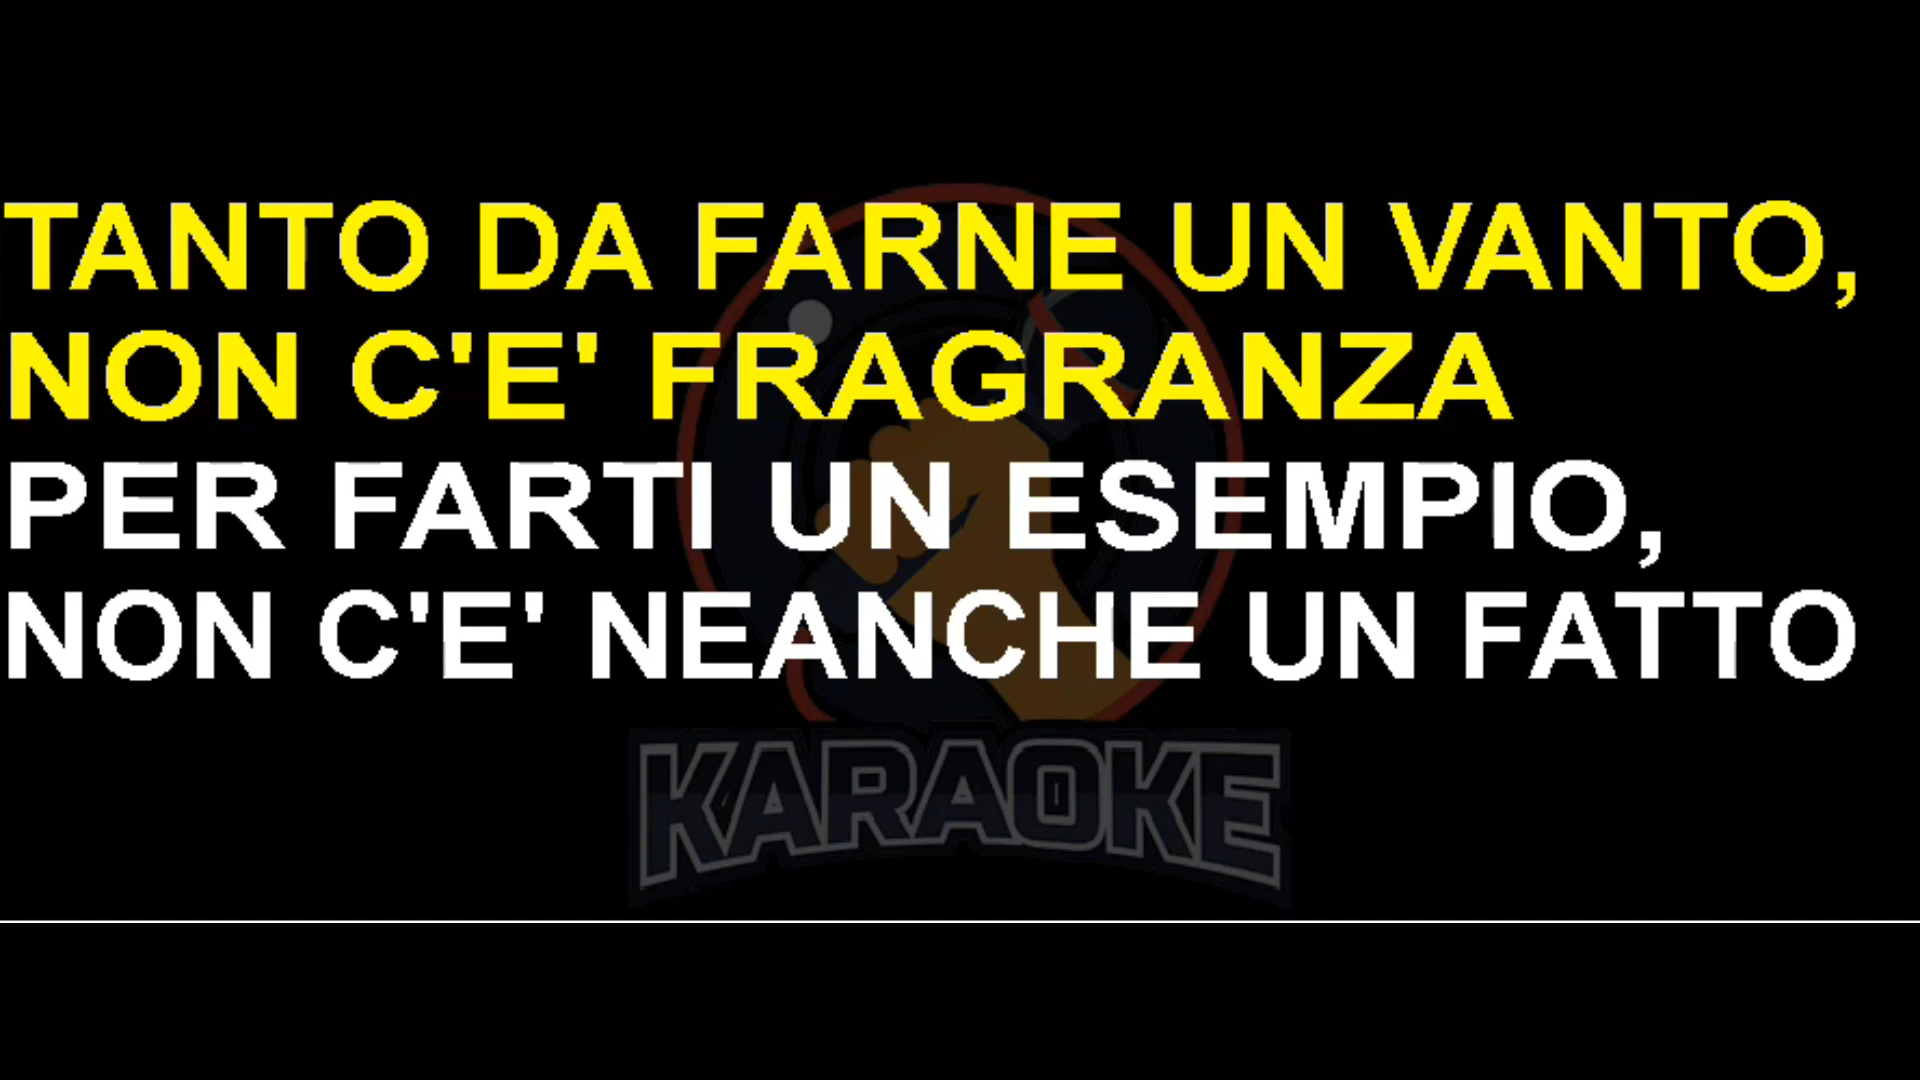 TANTO DA FARNE UN VANTO,
NON C'E' FRAGRANZA
PER FARTI UN ESEMPIO,
NON C'E' NEANCHE UN FATTO
KARAOKE